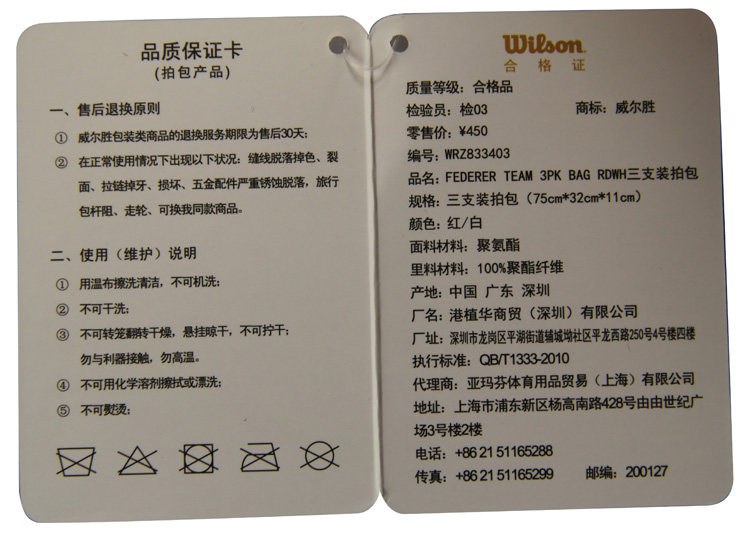 品质保证卡
(拍包产品)
一、售后退换原则
① 威尔胜包装类商品的退换服务期限为售后30天;
② 在正常使用情况下出现以下状况: 缝线脱落掉色、裂
面、拉链掉牙、损坏、五金配件严重锈蚀脱落, 旅行
包杆阻、走轮、可换我同款商品。
二、使用（维护）说明
① 用温布擦洗清洁, 不可机洗;
② 不可干洗;
③ 不可转笼翻转干燥, 悬挂晾干, 不可拧干;
勿与利器接触, 勿高温。
④ 不可用化学溶剂擦拭或漂洗;
⑤ 不可熨烫;
Wilson
合格证
质量等级: 合格品
检验员: 检03 商标: 威尔胜
零售价: ¥450
编号: WRZ833403
品名: FEDERER TEAM 3PK BAG RDWH三支装拍包
规格: 三支装拍包（75cm*32cm*11cm）
颜色: 红/白
面料材料: 聚氨酯
里料材料: 100%聚酯纤维
产地: 中国 广东 深圳
厂名: 港植华商贸（深圳）有限公司
厂址: 深圳市龙岗区平湖街道辅城坳社区平龙西路250号4号楼四楼
执行标准: QB/T1333-2010
代理商: 亚玛芬体育用品贸易（上海）有限公司
地址: 上海市浦东新区杨高南路428号由由世纪广
场3号楼2楼
电话: +86 21 51165288
传真: +86 21 51165299 邮编: 200127